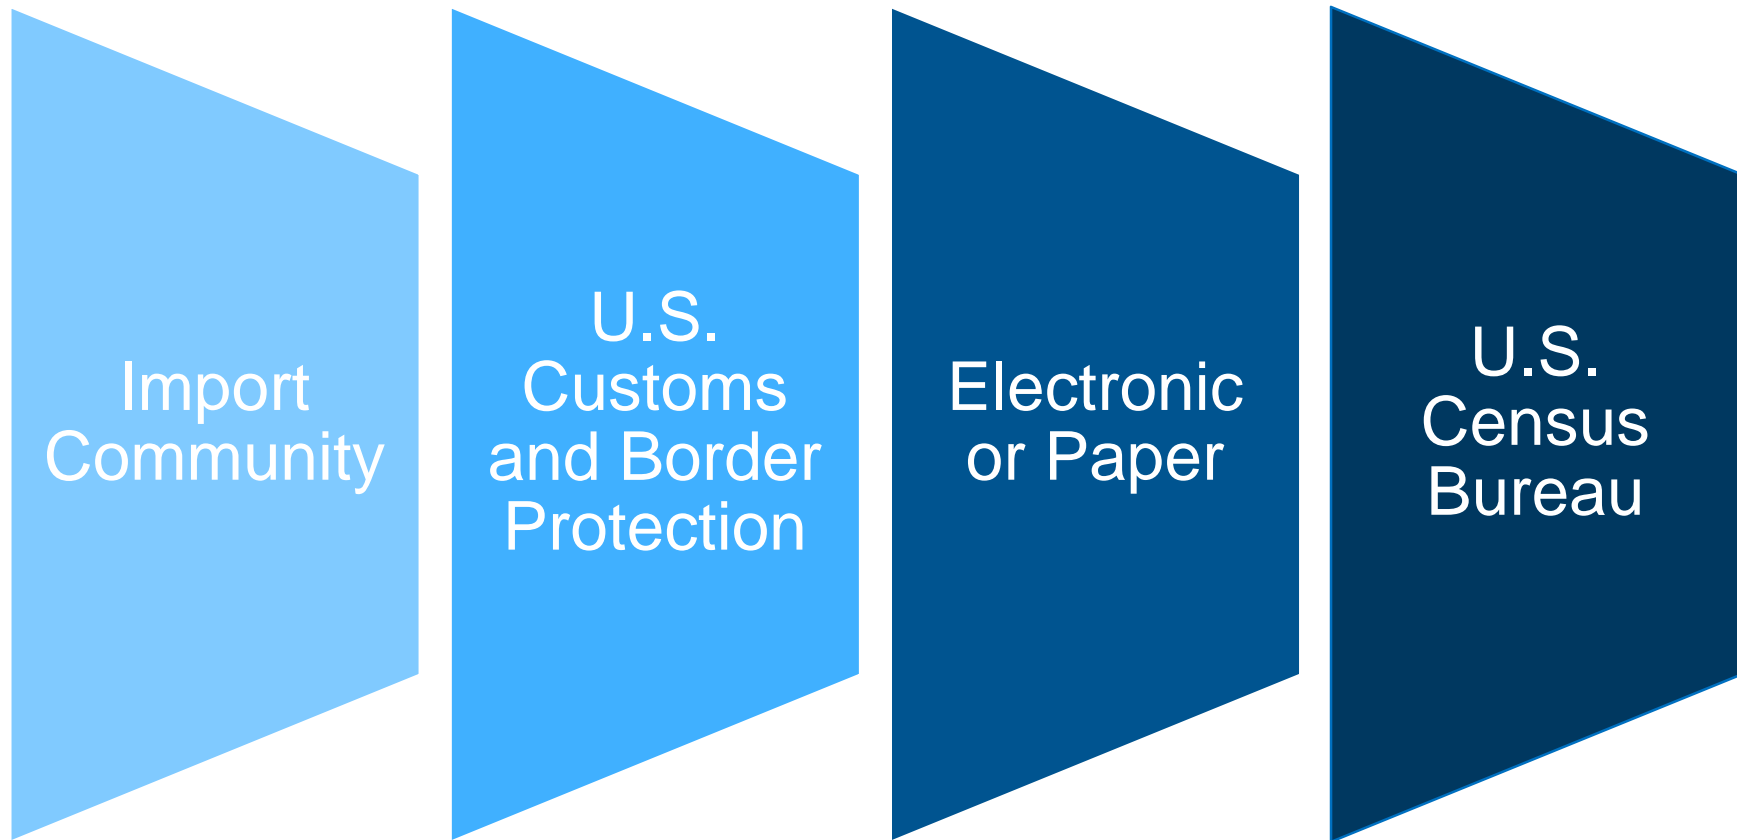 Import
Community
U.S.
Customs
and Border
Protection
Electronic
or Paper
U.S.
Census
Bureau